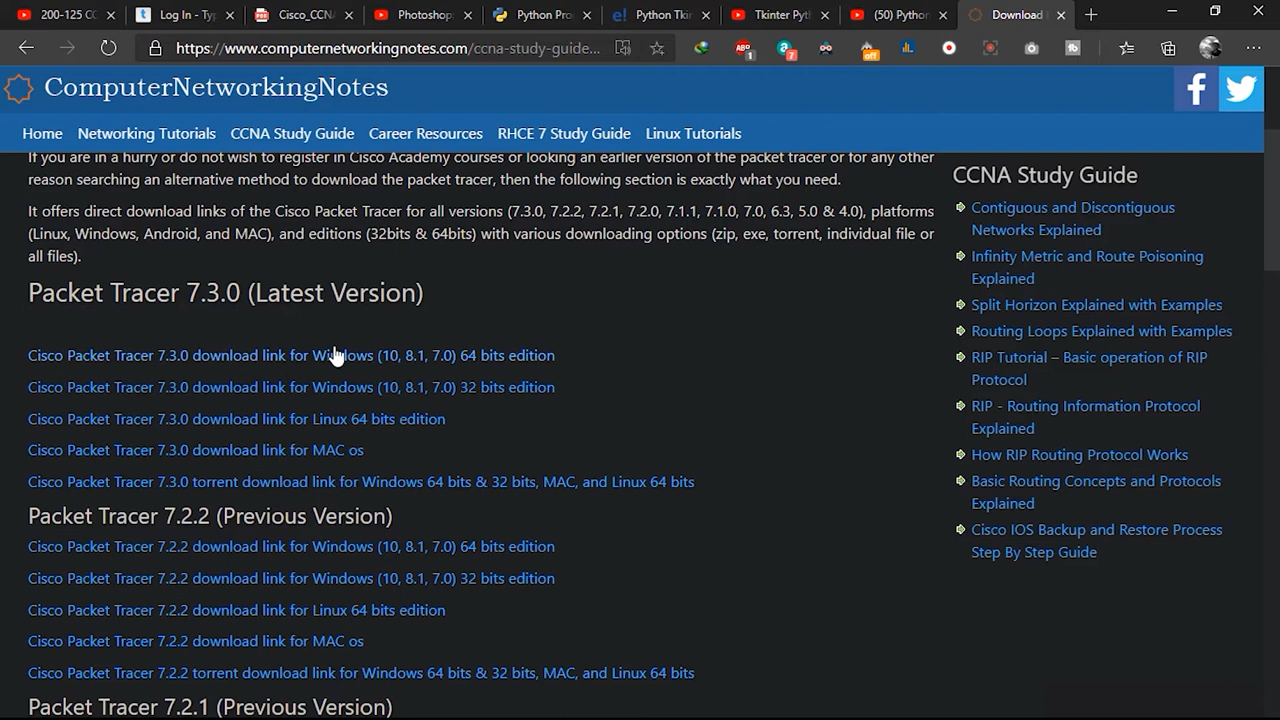 200-125 CC
Log In - Typ
Cisco_CCNA
Photoshop
Python Pro
Python Tki
Tkinter Pyt
(50) Python
Download
https://www.computernetworkingnotes.com/ccna-study-guide...
ABP
1
a
7
off
ComputerNetworkingNotes
Home
Networking Tutorials
CCNA Study Guide
Career Resources
RHCE 7 Study Guide
Linux Tutorials
If you are in a hurry or do not wish to register in Cisco Academy courses or looking an earlier version of the packet tracer or for any other
reason searching an alternative method to download the packet tracer, then the following section is exactly what you need.
It offers direct download links of the Cisco Packet Tracer for all versions (7.3.0, 7.2.2, 7.2.1, 7.2.0, 7.1.1, 7.1.0, 7.0, 6.3, 5.0 & 4.0), platforms
(Linux, Windows, Android, and MAC), and editions (32bits & 64bits) with various downloading options (zip, exe, torrent, individual file or
all files).
Packet Tracer 7.3.0 (Latest Version)
Cisco Packet Tracer 7.3.0 download link for Windows (10, 8.1, 7.0) 64 bits edition
Cisco Packet Tracer 7.3.0 download link for Windows (10, 8.1, 7.0) 32 bits edition
Cisco Packet Tracer 7.3.0 download link for Linux 64 bits edition
Cisco Packet Tracer 7.3.0 download link for MAC os
Cisco Packet Tracer 7.3.0 torrent download link for Windows 64 bits & 32 bits, MAC, and Linux 64 bits
Packet Tracer 7.2.2 (Previous Version)
Cisco Packet Tracer 7.2.2 download link for Windows (10, 8.1, 7.0) 64 bits edition
Cisco Packet Tracer 7.2.2 download link for Windows (10, 8.1, 7.0) 32 bits edition
Cisco Packet Tracer 7.2.2 download link for Linux 64 bits edition
Cisco Packet Tracer 7.2.2 download link for MAC os
Cisco Packet Tracer 7.2.2 torrent download link for Windows 64 bits & 32 bits, MAC, and Linux 64 bits
Packet Tracer 7.2.1 (Previous Version)
CCNA Study Guide
Contiguous and Discontiguous
Networks Explained
Infinity Metric and Route Poisoning
Explained
Split Horizon Explained with Examples
Routing Loops Explained with Examples
RIP Tutorial – Basic operation of RIP
Protocol
RIP - Routing Information Protocol
Explained
How RIP Routing Protocol Works
Basic Routing Concepts and Protocols
Explained
Cisco IOS Backup and Restore Process
Step By Step Guide